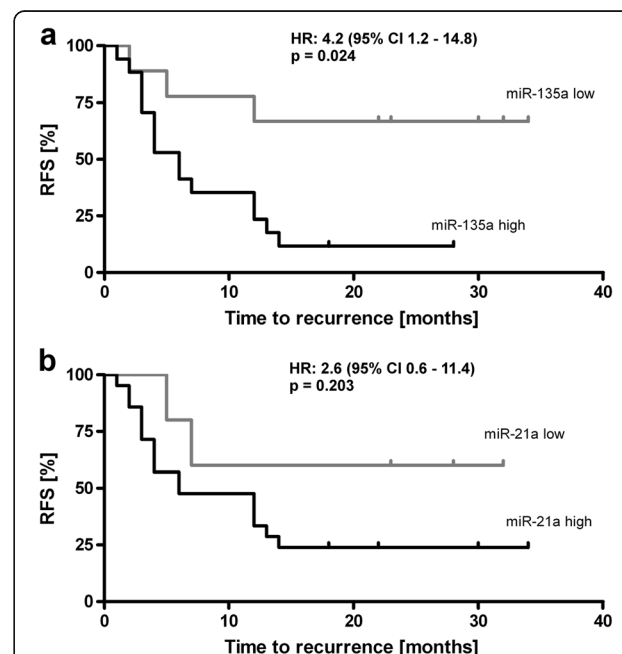 a
HR: 4.2 (95% CI 1.2 - 14.8)
p = 0.024
100
75
50
25
0
RFS [%]
miR-135a low
miR-135a high
0 10 20 30 40
Time to recurrence [months]
b
HR: 2.6 (95% CI 0.6 - 11.4)
p = 0.203
100
75
50
25
0
RFS [%]
miR-21a low
miR-21a high
0 10 20 30 40
Time to recurrence [months]